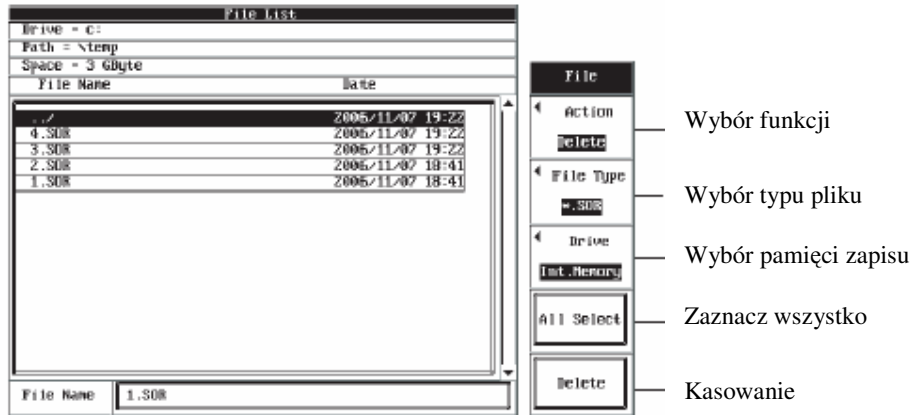 File List
Drive = c:
Path = \temp
Space = 3 GByte
File Name Date
../ 2006/11/07 19:22
4.SOR 2006/11/07 19:22
3.SOR 2006/11/07 19:22
2.SOR 2006/11/07 18:41
1.SOR 2006/11/07 18:41
File Name 1.SOR
File
Action
Delete
Wybór funkcji
File Type
*.SOR
Wybór typu pliku
Drive
Int.Memory
Wybór pamięci zapisu
All Select
Zaznacz wszystko
Delete
Kasowanie